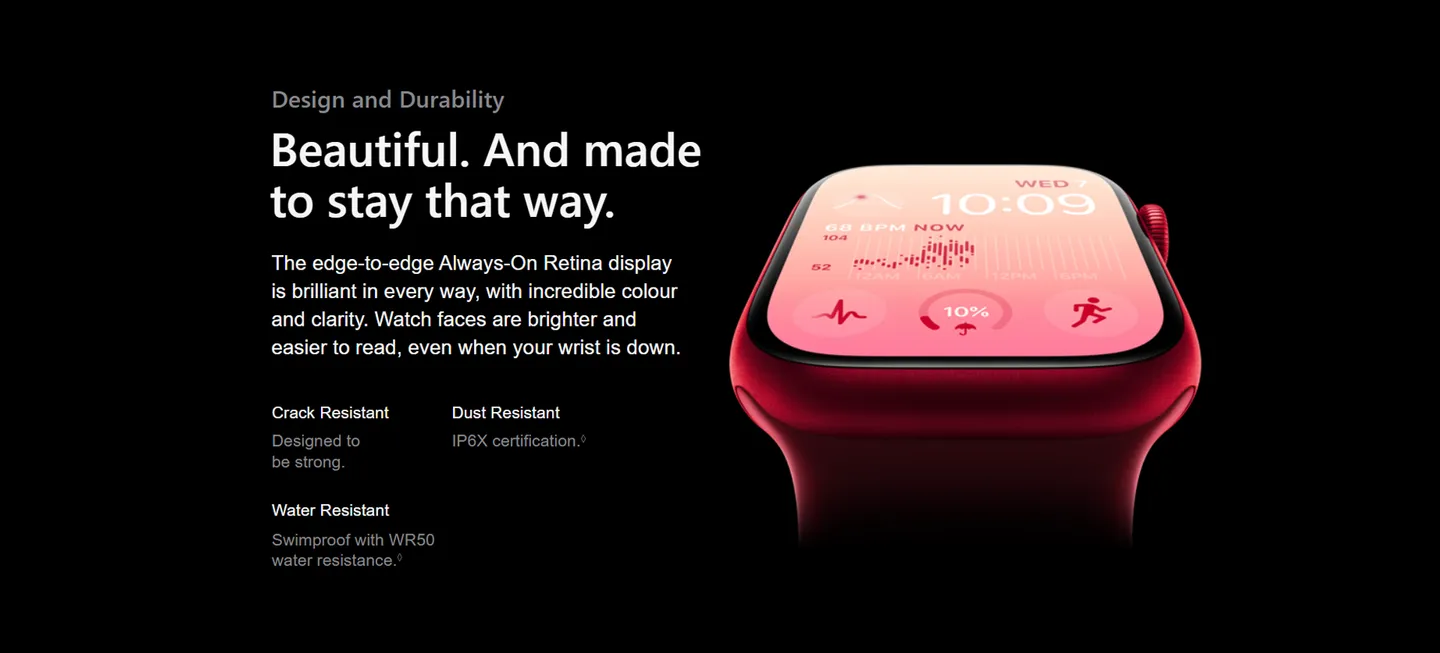 Design and Durability
Beautiful. And made
to stay that way.
The edge-to-edge Always-On Retina display
is brilliant in every way, with incredible colour
and clarity. Watch faces are brighter and
easier to read, even when your wrist is down.
Crack Resistant
Designed to
be strong.
Dust Resistant
IP6X certification.◊
Water Resistant
Swimproof with WR50
water resistance.◊
WED 7
10:09
68 BPM NOW
104
52
12AM 6AM 12PM 6PM
10%